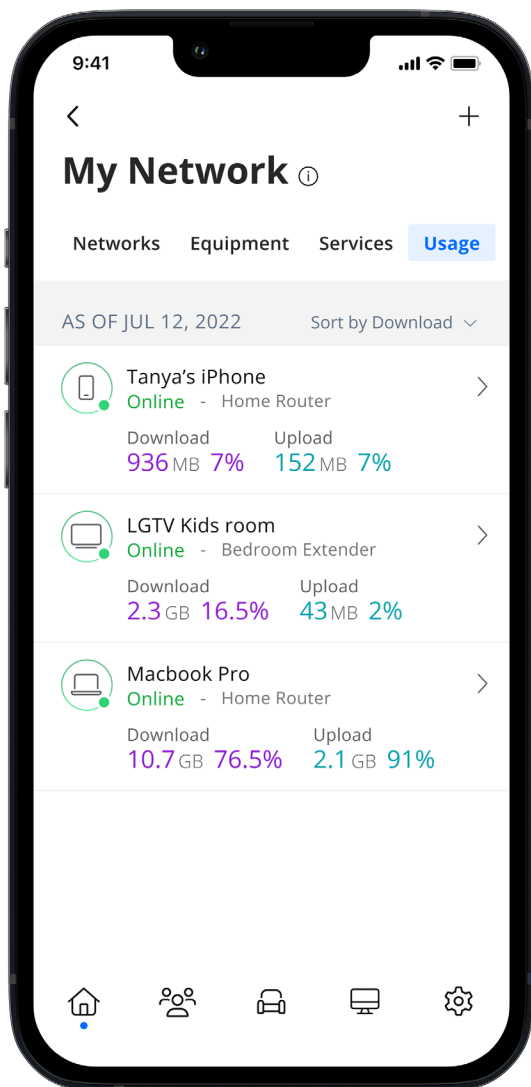 9:41
My Network
Networks Equipment Services Usage
AS OF JUL 12, 2022 Sort by Download
Tanya’s iPhone
Online - Home Router
Download Upload
936 MB 7% 152 MB 7%
LGTV Kids room
Online - Bedroom Extender
Download Upload
2.3 GB 16.5% 43 MB 2%
Macbook Pro
Online - Home Router
Download Upload
10.7 GB 76.5% 2.1 GB 91%